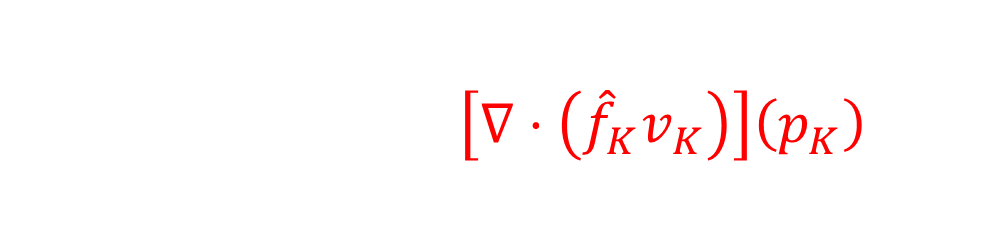 [∇ · (f̂_K v_K)](p_K)